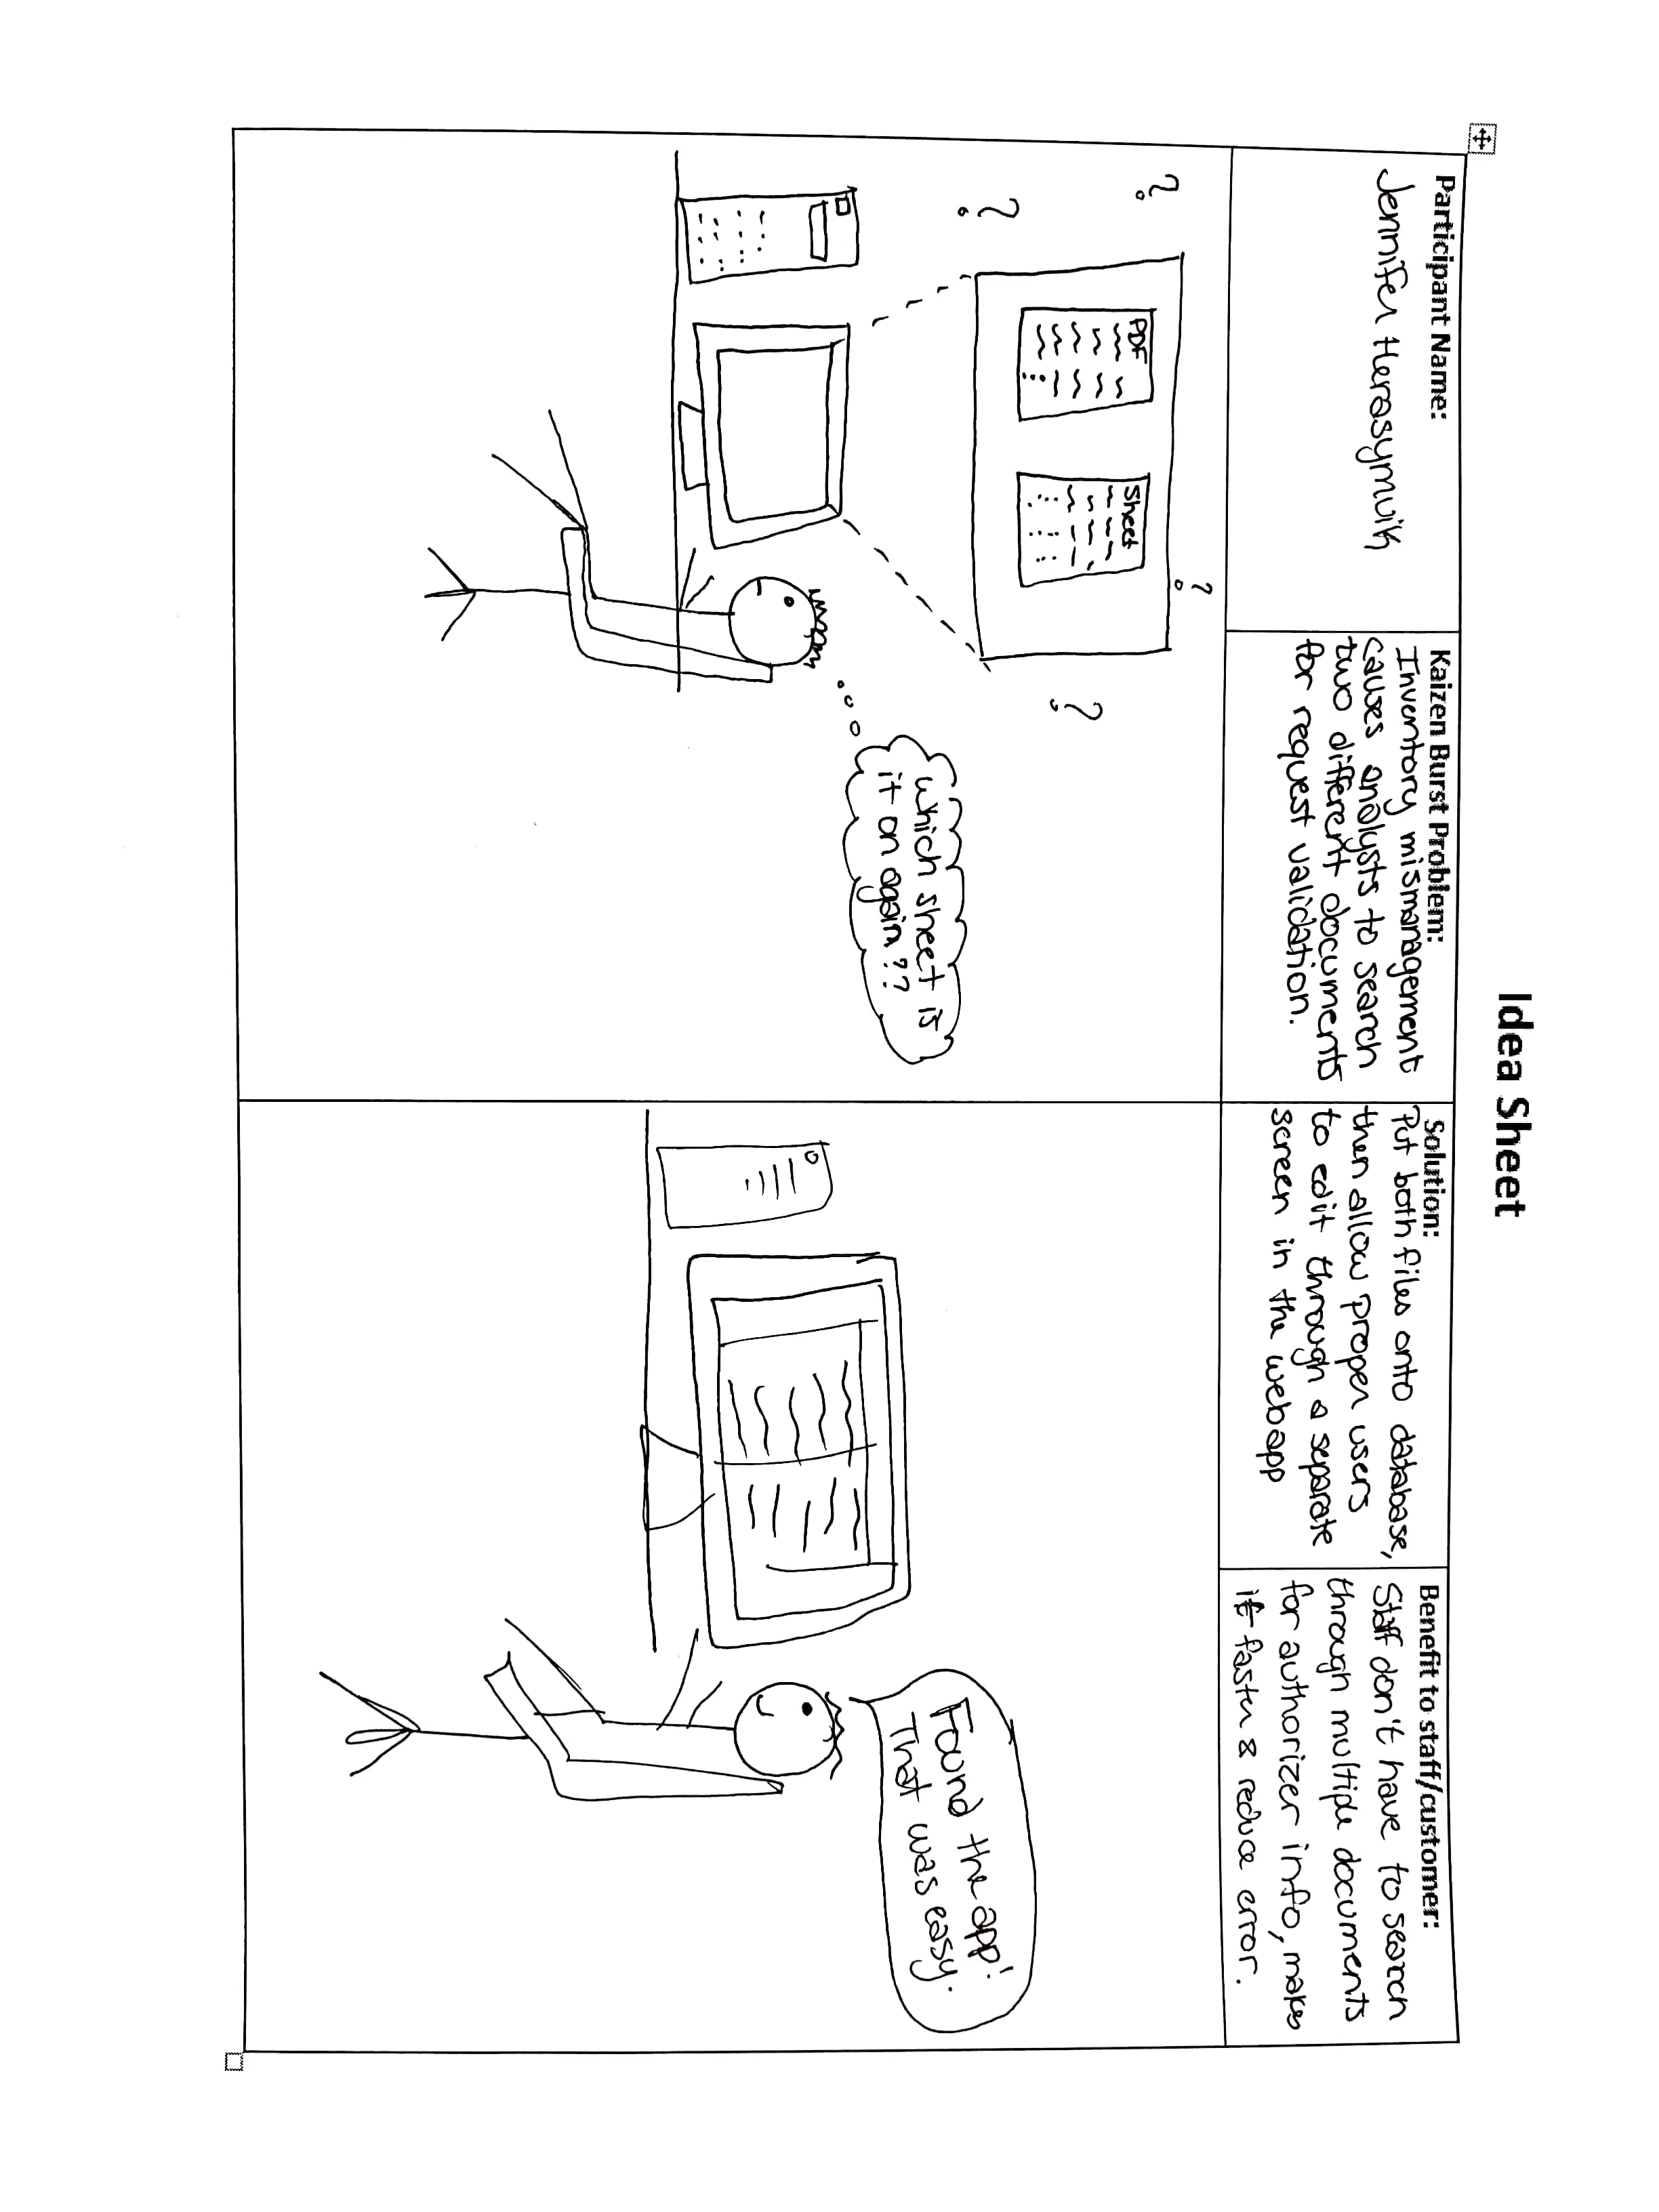 Idea Sheet
Participant Name:
Jennifer Herasymuik
Kaizen Burst Problem:
Inventory mismanagement
causes analysts to search
two different documents
for request validation.
Solution:
Put both files onto database,
then allow proper users
to edit through a separate
screen in the webapp
Benefit to staff/customer:
Staff don't have to search
through multiple documents
for authorizer info, makes
it faster & reduce error.
?
?
?
?
PDF
Sheet
which sheet is
it on again??
Found the app!
That was easy.